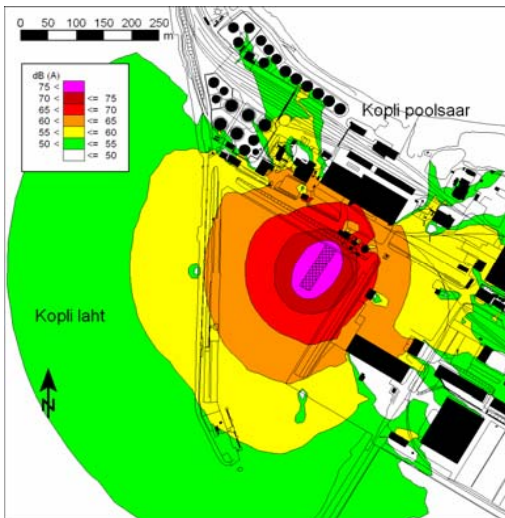 0 50 100 150 200 250
m
dB (A)
75 <
70 < <= 75
65 < <= 70
60 < <= 65
55 < <= 60
50 < <= 55
<= 50
Kopli poolsaar
Kopli laht
N